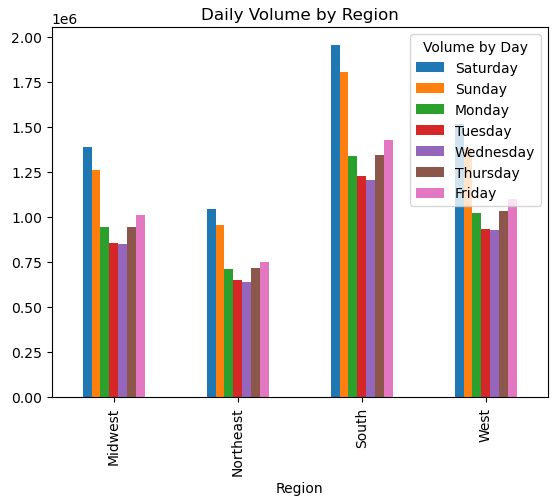 Daily Volume by Region
1e6
2.00
1.75
1.50
1.25
1.00
0.75
0.50
0.25
0.00
Volume by Day
Saturday
Sunday
Monday
Tuesday
Wednesday
Thursday
Friday
Midwest
Northeast
South
West
Region